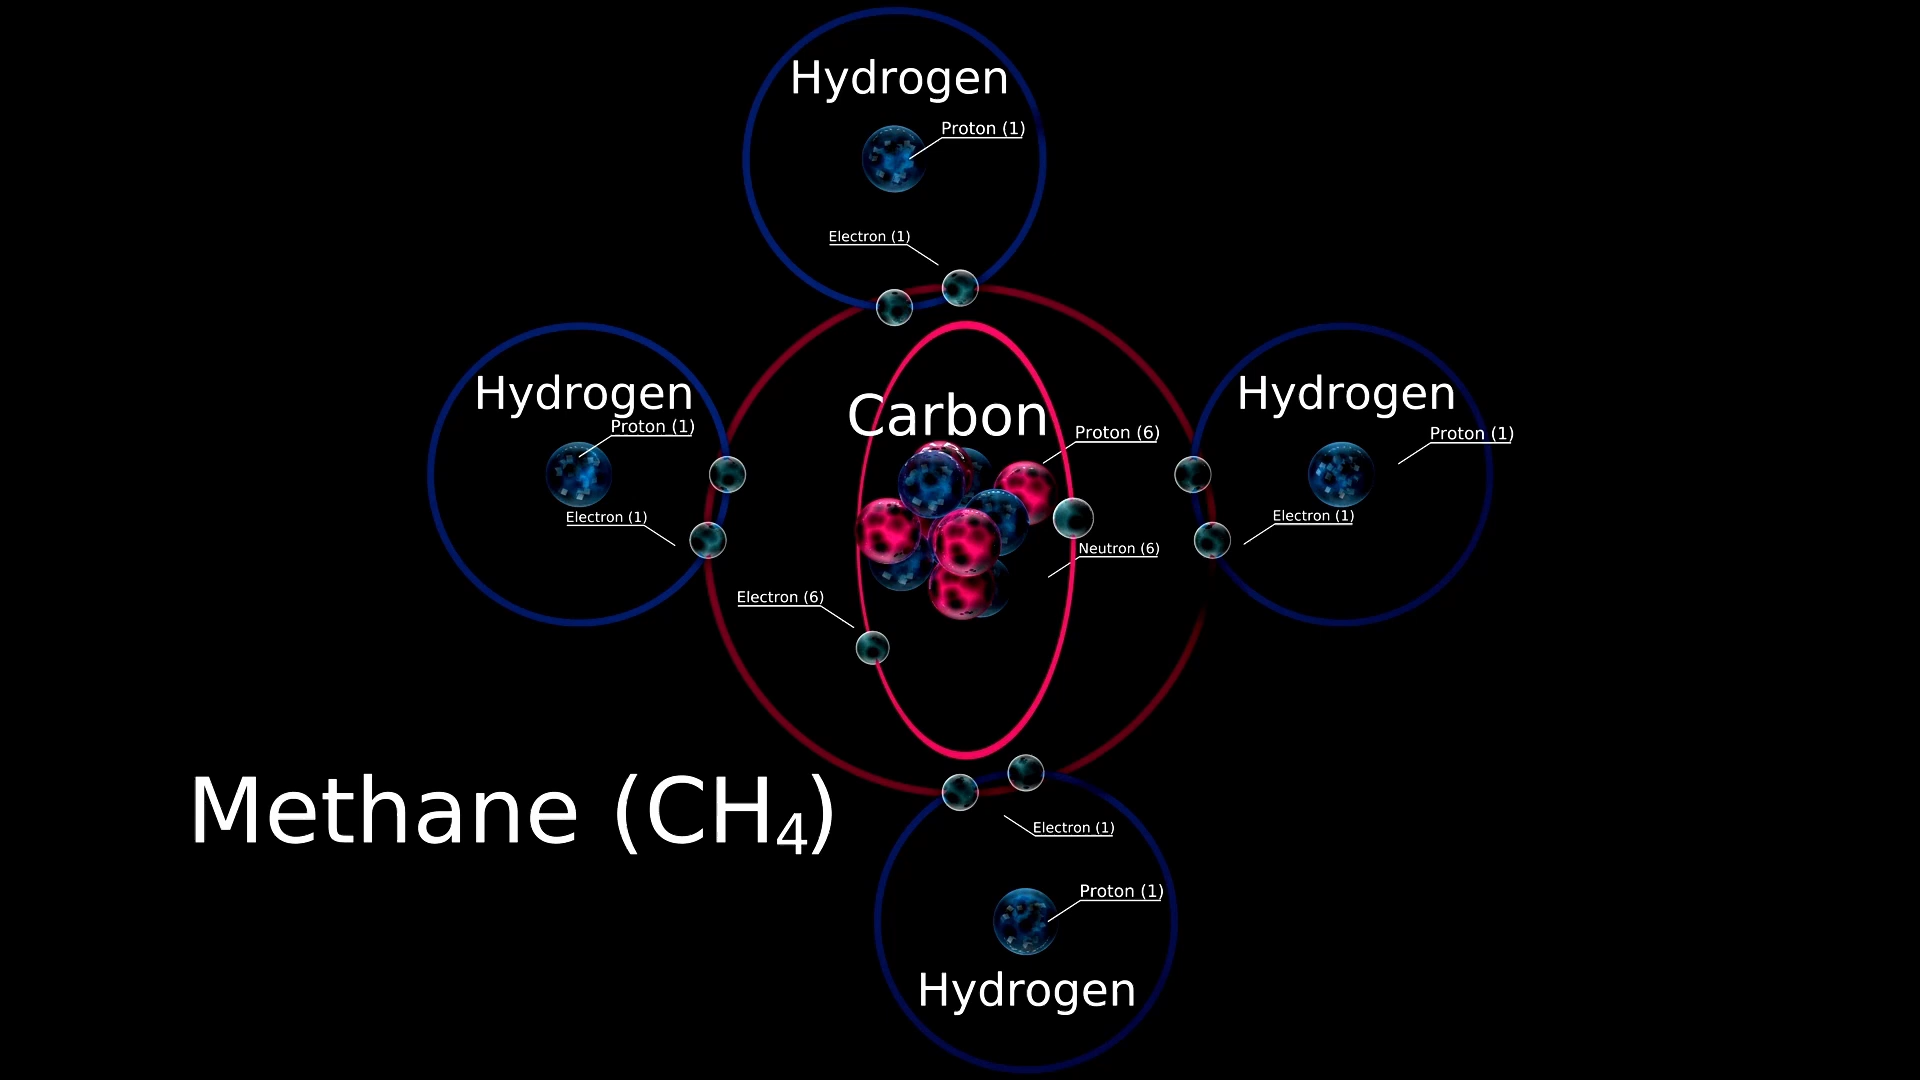 Hydrogen
Proton (1)
Electron (1)
Hydrogen
Proton (1)
Electron (1)
Carbon
Proton (6)
Neutron (6)
Electron (6)
Hydrogen
Proton (1)
Electron (1)
Methane (CH₄)
Electron (1)
Proton (1)
Hydrogen